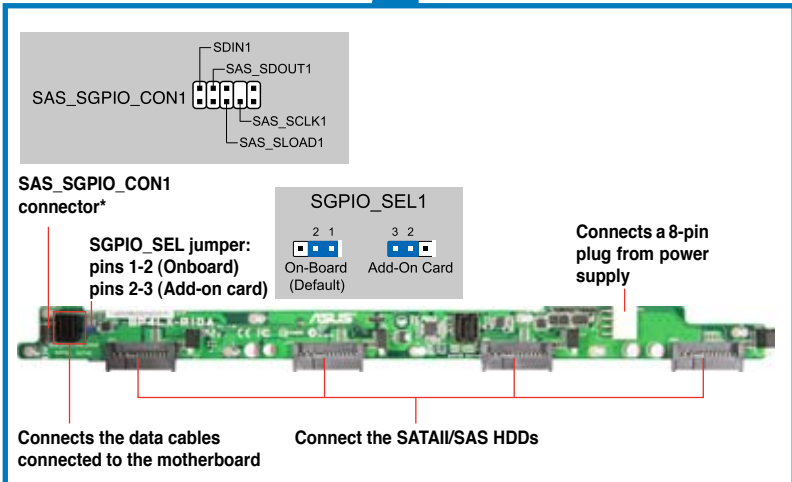 SDIN1
SAS_SDOUT1
SAS_SGPIO_CON1
SAS_SCLK1
SAS_SLOAD1
SAS_SGPIO_CON1
connector*
SGPIO_SEL jumper:
pins 1-2 (Onboard)
pins 2-3 (Add-on card)
SGPIO_SEL1
2 1
3 2
On-Board
(Default)
Add-On Card
Connects a 8-pin
plug from power
supply
ASUS
Connects the data cables
connected to the motherboard
Connect the SATAII/SAS HDDs